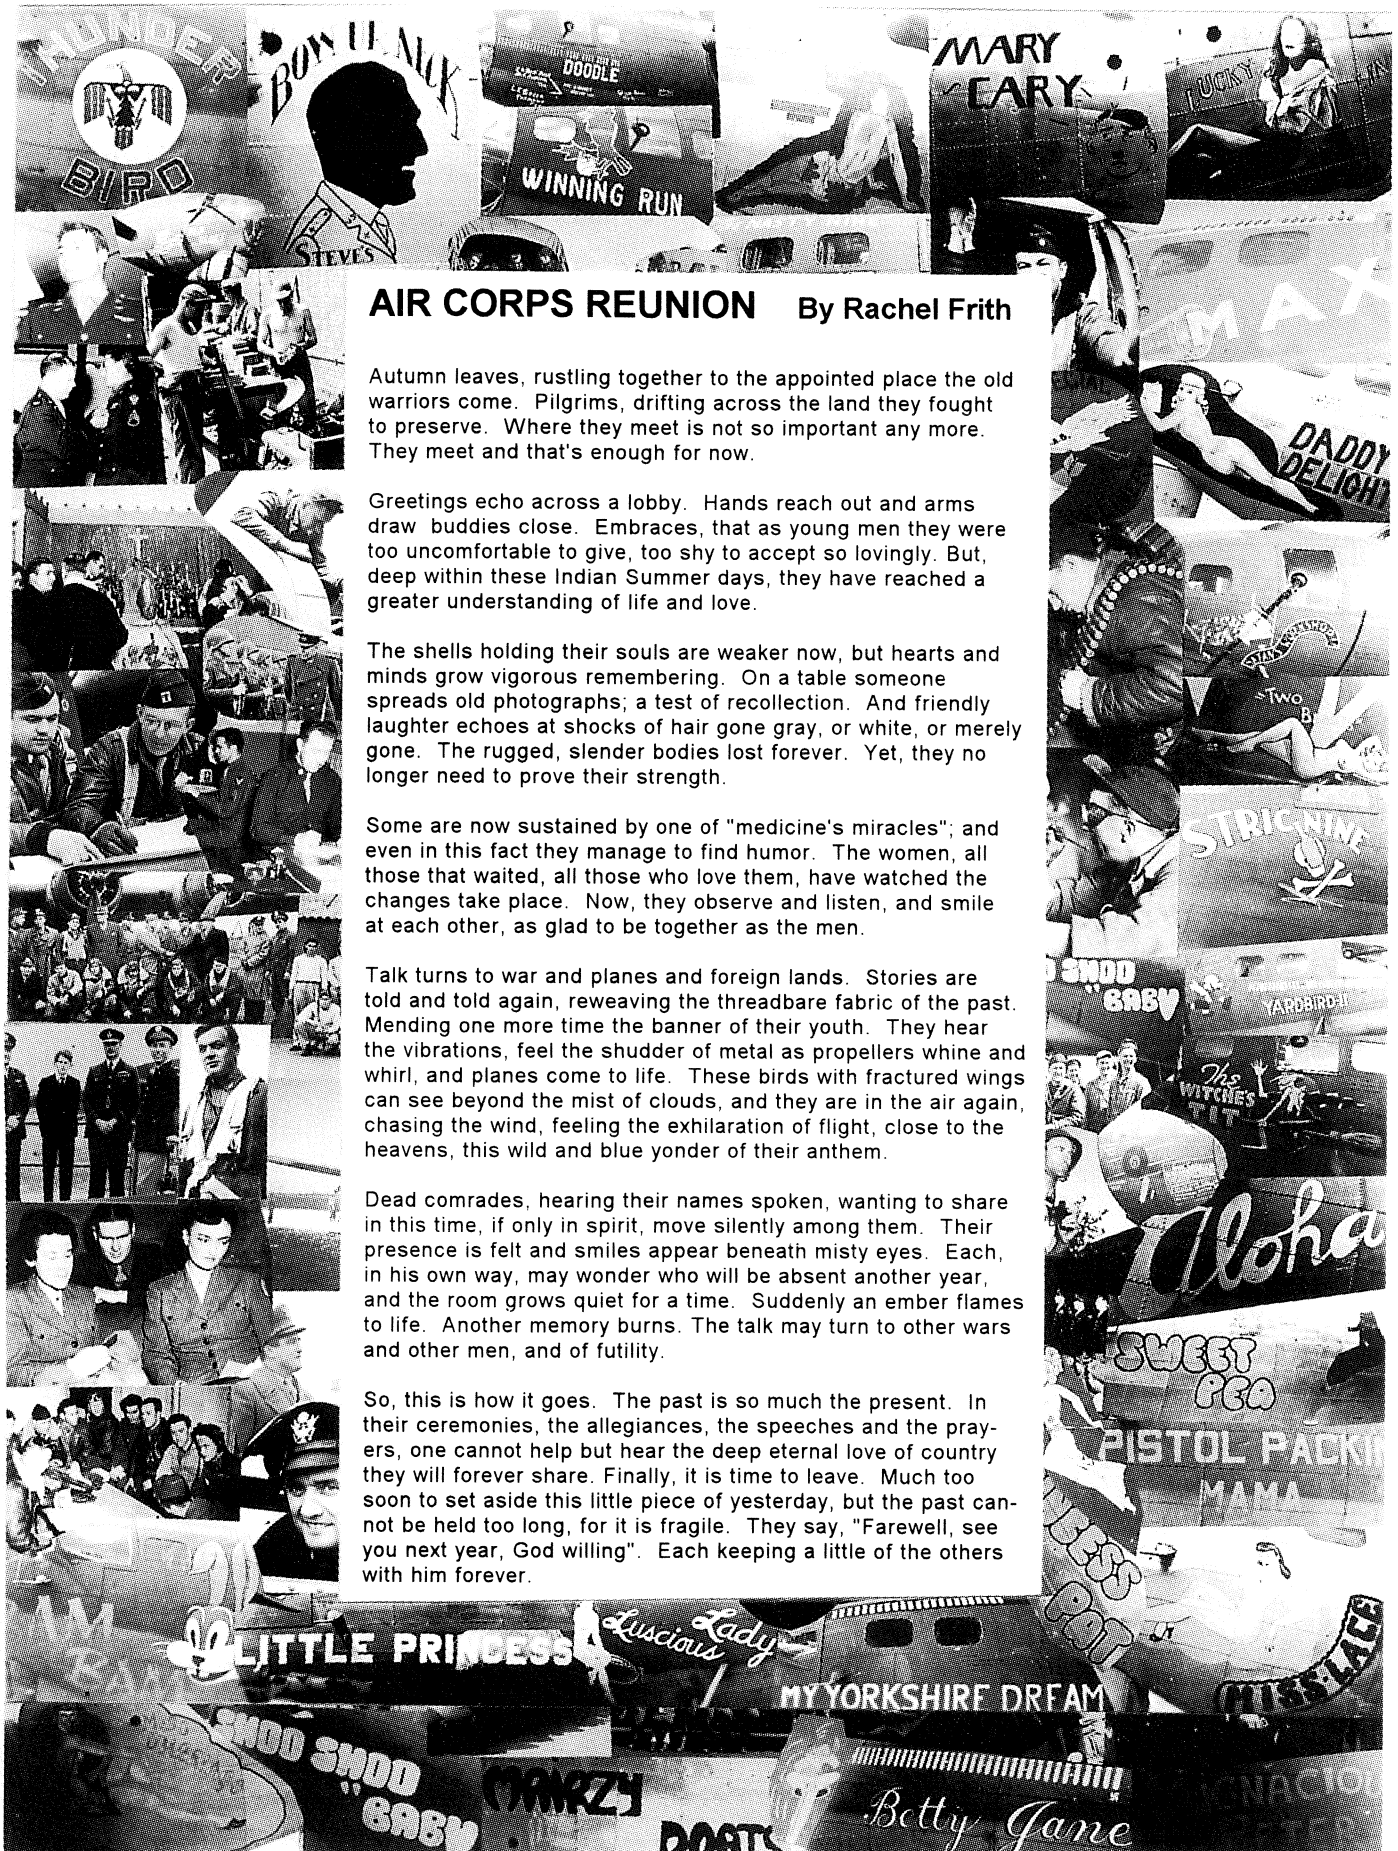 THUNDER
BIRD
STEVE'S
DOODLE
WINNING RUN
MARY
CARY
LUCKY
MAX
DADDY
DELIGHT
AIR CORPS REUNION By Rachel Frith
Autumn leaves, rustling together to the appointed place the old
warriors come. Pilgrims, drifting across the land they fought
to preserve. Where they meet is not so important any more.
They meet and that's enough for now.
Greetings echo across a lobby. Hands reach out and arms
draw buddies close. Embraces, that as young men they were
too uncomfortable to give, too shy to accept so lovingly. But,
deep within these Indian Summer days, they have reached a
greater understanding of life and love.
The shells holding their souls are weaker now, but hearts and
minds grow vigorous remembering. On a table someone
spreads old photographs; a test of recollection. And friendly
laughter echoes at shocks of hair gone gray, or white, or merely
gone. The rugged, slender bodies lost forever. Yet, they no
longer need to prove their strength.
Some are now sustained by one of "medicine's miracles"; and
even in this fact they manage to find humor. The women, all
those that waited, all those who love them, have watched the
changes take place. Now, they observe and listen, and smile
at each other, as glad to be together as the men.
Talk turns to war and planes and foreign lands. Stories are
told and told again, reweaving the threadbare fabric of the past.
Mending one more time the banner of their youth. They hear
the vibrations, feel the shudder of metal as propellers whine and
whirl, and planes come to life. These birds with fractured wings
can see beyond the mist of clouds, and they are in the air again,
chasing the wind, feeling the exhilaration of flight, close to the
heavens, this wild and blue yonder of their anthem.
Dead comrades, hearing their names spoken, wanting to share
in this time, if only in spirit, move silently among them. Their
presence is felt and smiles appear beneath misty eyes. Each,
in his own way, may wonder who will be absent another year,
and the room grows quiet for a time. Suddenly an ember flames
to life. Another memory burns. The talk may turn to other wars
and other men, and of futility.
So, this is how it goes. The past is so much the present. In
their ceremonies, the allegiances, the speeches and the pray-
ers, one cannot help but hear the deep eternal love of country
they will forever share. Finally, it is time to leave. Much too
soon to set aside this little piece of yesterday, but the past can-
not be held too long, for it is fragile. They say, "Farewell, see
you next year, God willing". Each keeping a little of the others
with him forever.
"TWO
B
STRICNINE
SHOO
BABY
YARDBIRD II
The
WITCHE'S
TIT
Aloha
SWEET
PEA
PISTOL PACKIN
MAMA
MISS-LACE
LITTLE PRINCESS
Luscious Lady
MY YORKSHIRE DREAM
SHOO SHOO
BABY
MAIRZY
DOATS
Betty Jane